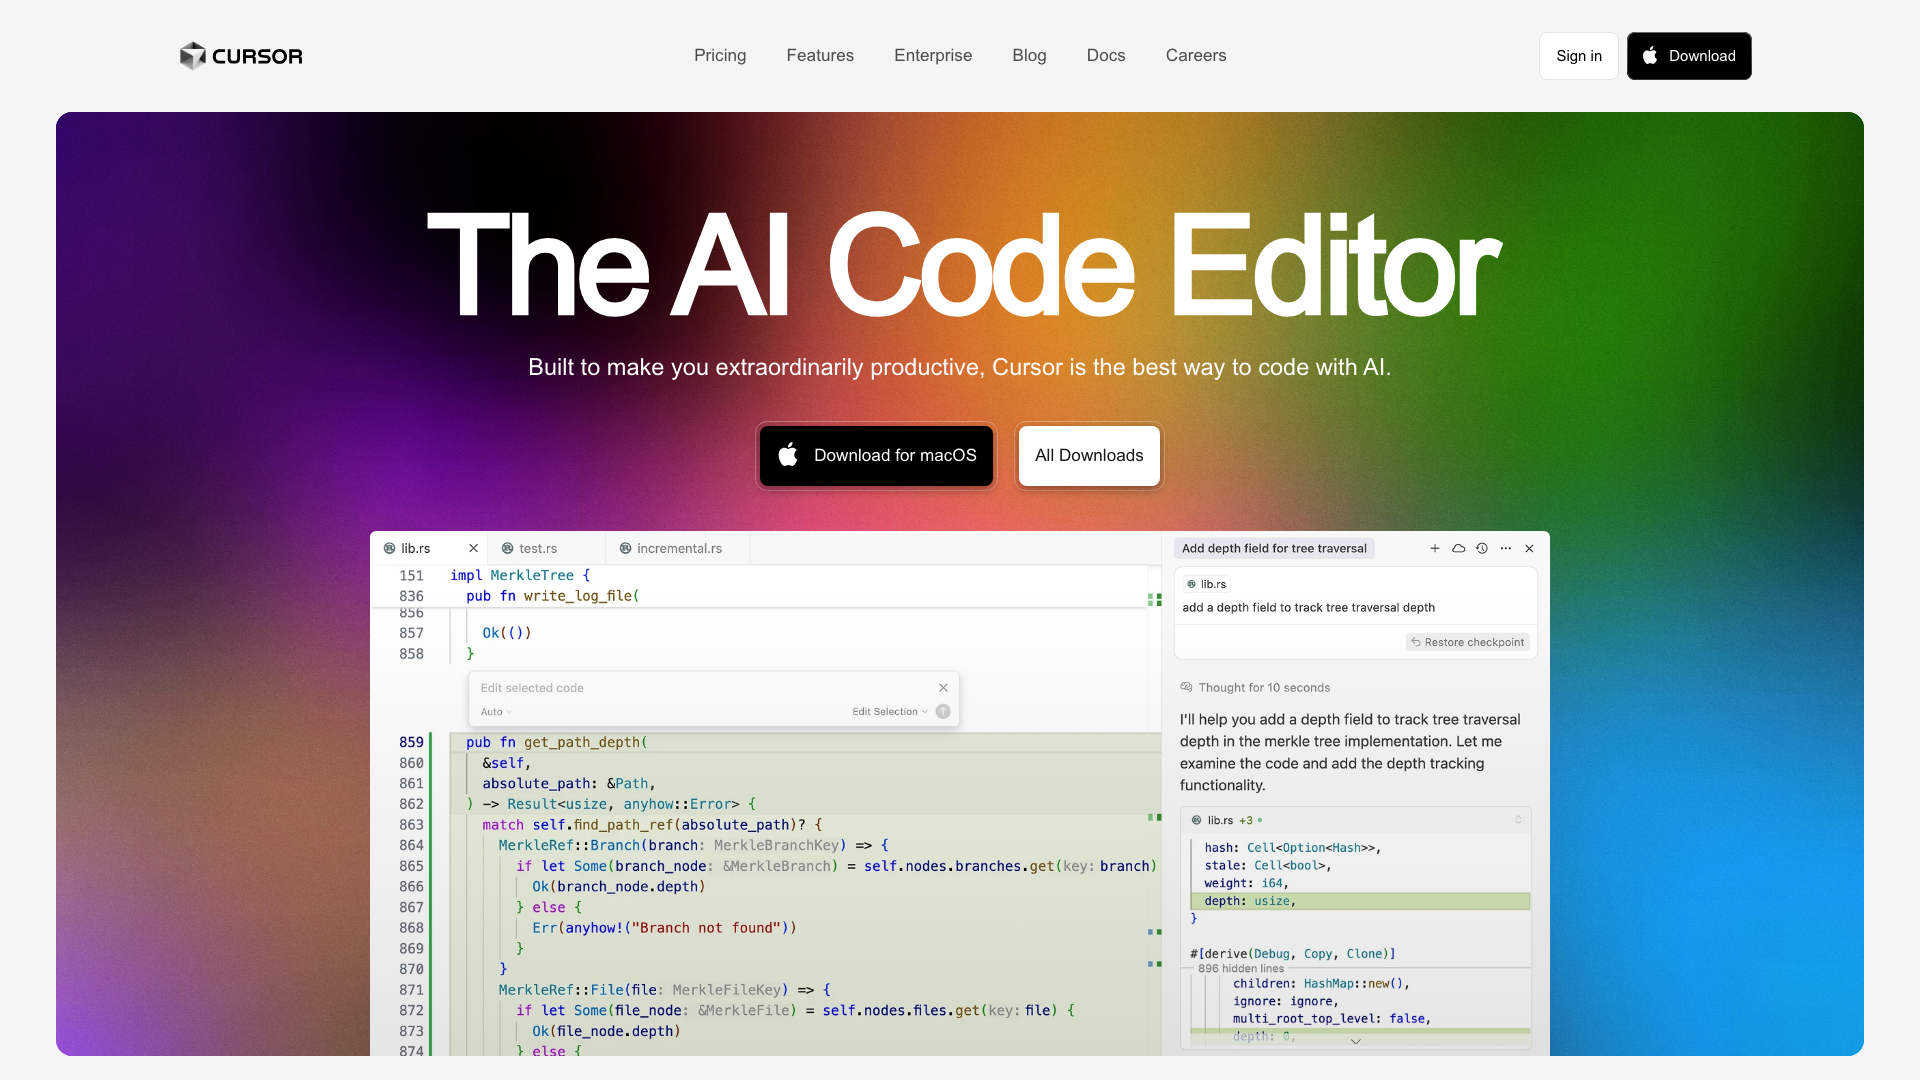 CURSOR
Pricing
Features
Enterprise
Blog
Docs
Careers
Sign in
Download
The AI Code Editor
Built to make you extraordinarily productive, Cursor is the best way to code with AI.
Download for macOS
All Downloads
lib.rs
test.rs
incremental.rs
151 impl MerkleTree {
836 pub fn write_log_file(
856
857 Ok(())
858 }
Edit selected code
Auto
Edit Selection
859 pub fn get_path_depth(
860 &self,
861 absolute_path: &Path,
862 ) -> Result<usize, anyhow::Error> {
863 match self.find_path_ref(absolute_path)? {
864 MerkleRef::Branch(branch: MerkleBranchKey) => {
865 if let Some(branch_node: &MerkleBranch) = self.nodes.branches.get(key: branch)
866 Ok(branch_node.depth)
867 } else {
868 Err(anyhow!("Branch not found"))
869 }
870 }
871 MerkleRef::File(file: MerkleFileKey) => {
872 if let Some(file_node: &MerkleFile) = self.nodes.files.get(key: file) {
873 Ok(file_node.depth)
874 } else {
Add depth field for tree traversal
lib.rs
add a depth field to track tree traversal depth
Restore checkpoint
Thought for 10 seconds
I'll help you add a depth field to track tree traversal
depth in the merkle tree implementation. Let me
examine the code and add the depth tracking
functionality.
lib.rs +3
hash: Cell<Option<Hash>>,
stale: Cell<bool>,
weight: i64,
depth: usize,
}
#[derive(Debug, Copy, Clone)]
896 hidden lines
children: HashMap::new(),
ignore: ignore,
multi_root_top_level: false,
depth: 0,